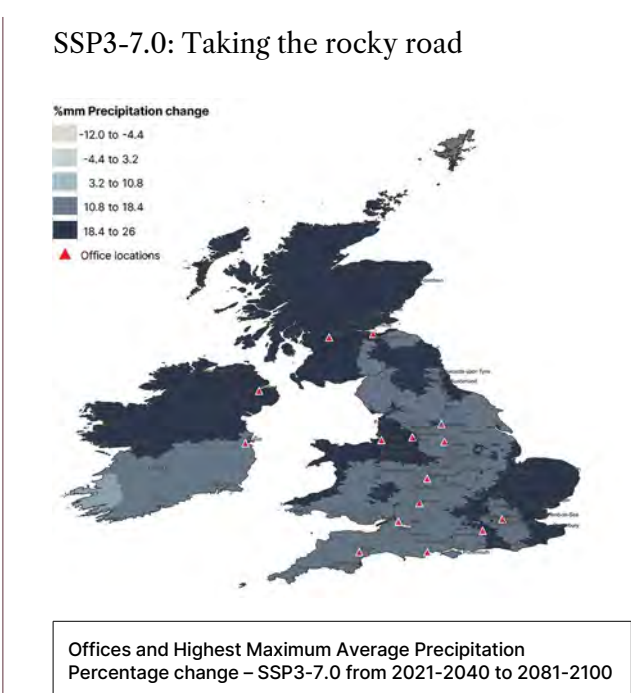 SSP3-7.0: Taking the rocky road
%mm Precipitation change
-12.0 to -4.4
-4.4 to 3.2
3.2 to 10.8
10.8 to 18.4
18.4 to 26
Office locations
Offices and Highest Maximum Average Precipitation
Percentage change – SSP3-7.0 from 2021-2040 to 2081-2100